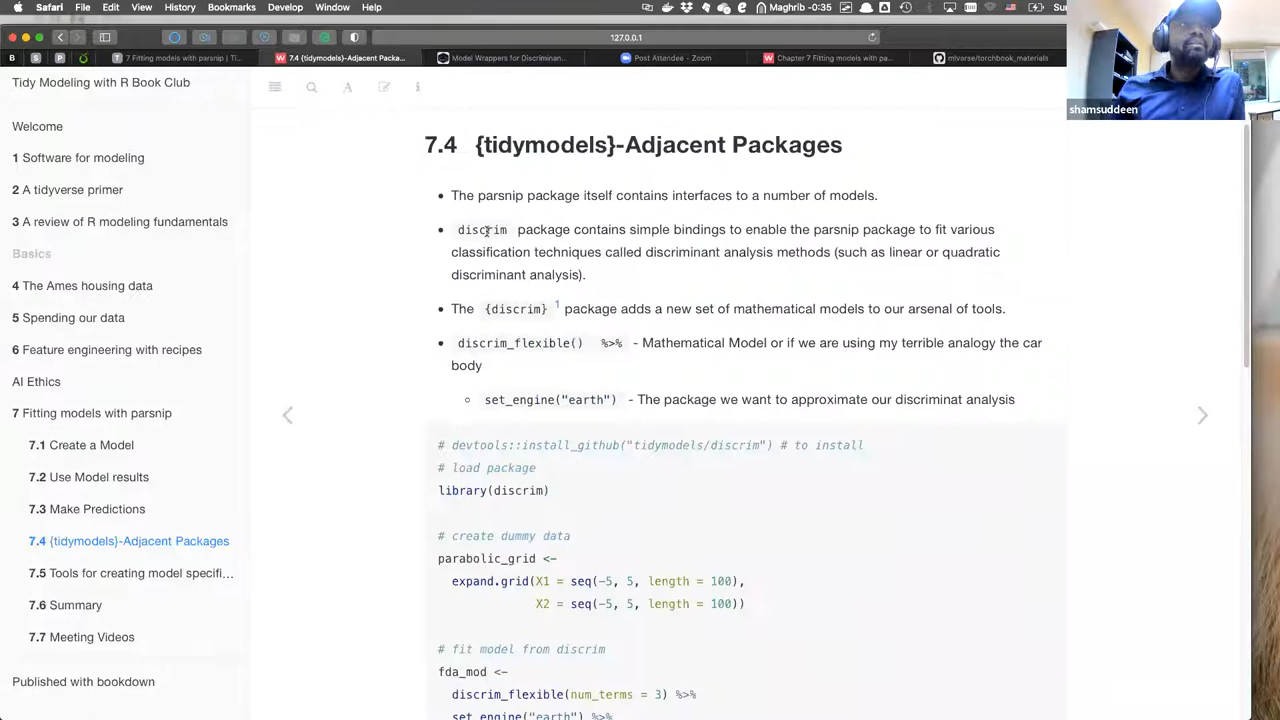 Safari File Edit View History Bookmarks Develop Window Help Maghrib -0:35
127.0.0.1
B S P 7 Fitting models with parsnip | Ti... 7.4 {tidymodels}-Adjacent Packa... Model Wrappers for Discriminan... Post Attendee - Zoom Chapter 7 Fitting models with pa... mlvarse/torchbook_materials
shamsuddeen
Tidy Modeling with R Book Club
Welcome
1 Software for modeling
2 A tidyverse primer
3 A review of R modeling fundamentals
Basics
4 The Ames housing data
5 Spending our data
6 Feature engineering with recipes
AI Ethics
7 Fitting models with parsnip
7.1 Create a Model
7.2 Use Model results
7.3 Make Predictions
7.4 {tidymodels}-Adjacent Packages
7.5 Tools for creating model specifi...
7.6 Summary
7.7 Meeting Videos
Published with bookdown
7.4 {tidymodels}-Adjacent Packages
• The parsnip package itself contains interfaces to a number of models.
• discrim package contains simple bindings to enable the parsnip package to fit various
classification techniques called discriminant analysis methods (such as linear or quadratic
discriminant analysis).
• The {discrim} 1 package adds a new set of mathematical models to our arsenal of tools.
• discrim_flexible() %>% - Mathematical Model or if we are using my terrible analogy the car
body
○ set_engine("earth") - The package we want to approximate our discriminat analysis
# devtools::install_github("tidymodels/discrim") # to install
# load package
library(discrim)
# create dummy data
parabolic_grid <-
expand.grid(X1 = seq(-5, 5, length = 100),
X2 = seq(-5, 5, length = 100))
# fit model from discrim
fda_mod <-
discrim_flexible(num_terms = 3) %>%
set_engine("earth") %>%